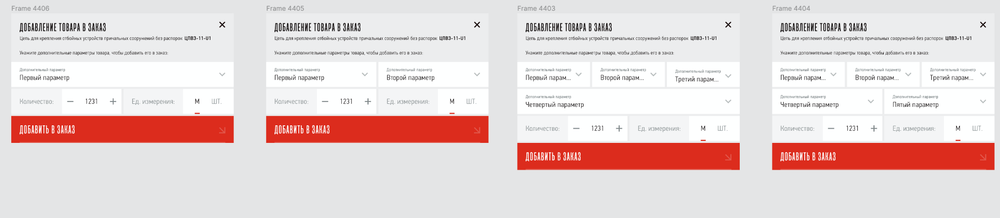 Frame 4406
ДОБАВЛЕНИЕ ТОВАРА В ЗАКАЗ
Цепь для крепления отбойных устройств причальных сооружений без распорок ЦПВ3-11-U1
Укажите дополнительные параметры товара, чтобы добавить его в заказ:
Дополнительный параметр
Первый параметр
Количество: — 1231 + Ед. измерения: М ШТ.
ДОБАВИТЬ В ЗАКАЗ
Frame 4405
ДОБАВЛЕНИЕ ТОВАРА В ЗАКАЗ
Цепь для крепления отбойных устройств причальных сооружений без распорок ЦПВ3-11-U1
Укажите дополнительные параметры товара, чтобы добавить его в заказ:
Дополнительный параметр Дополнительный параметр
Первый параметр Второй параметр
Количество: — 1231 + Ед. измерения: М ШТ.
ДОБАВИТЬ В ЗАКАЗ
Frame 4403
ДОБАВЛЕНИЕ ТОВАРА В ЗАКАЗ
Цепь для крепления отбойных устройств причальных сооружений без распорок ЦПВ3-11-U1
Укажите дополнительные параметры товара, чтобы добавить его в заказ:
Дополнительный параметр Дополнительный параметр Дополнительный параметр
Первый парам... Второй парам... Третий парам...
Дополнительный параметр
Четвертый параметр
Количество: — 1231 + Ед. измерения: М ШТ.
ДОБАВИТЬ В ЗАКАЗ
Frame 4404
ДОБАВЛЕНИЕ ТОВАРА В ЗАКАЗ
Цепь для крепления отбойных устройств причальных сооружений без распорок ЦПВ3-11-U1
Укажите дополнительные параметры товара, чтобы добавить его в заказ:
Дополнительный параметр Дополнительный параметр Дополнительный параметр
Первый парам... Второй парам... Третий парам...
Дополнительный параметр Дополнительный параметр
Четвертый параметр Пятый параметр
Количество: — 1231 + Ед. измерения: М ШТ.
ДОБАВИТЬ В ЗАКАЗ